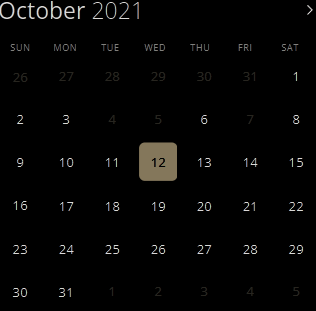 October 2021
SUN MON TUE WED THU FRI SAT
26 27 28 29 30 31 1
2 3 4 5 6 7 8
9 10 11 12 13 14 15
16 17 18 19 20 21 22
23 24 25 26 27 28 29
30 31 1 2 3 4 5